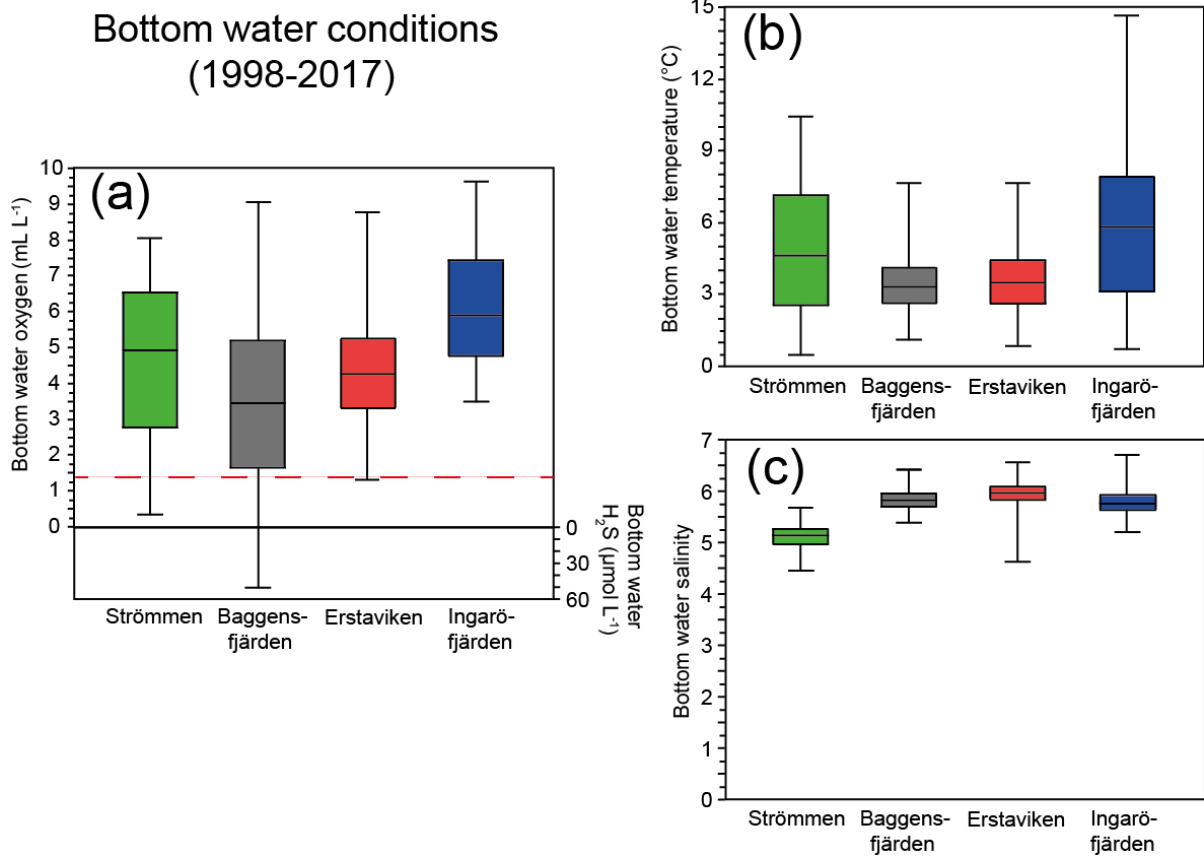 Bottom water conditions
(1998-2017)
(a)
Bottom water oxygen (mL L-1)
10
9
8
7
6
5
4
3
2
1
0
0
30
60
Bottom water
H2S (µmol L-1)
Strömmen
Baggens-
fjärden
Erstaviken
Ingarö-
fjärden
(b)
Bottom water temperature (°C)
15
12
9
6
3
0
Strömmen
Baggens-
fjärden
Erstaviken
Ingarö-
fjärden
(c)
Bottom water salinity
7
6
5
4
3
2
1
0
Strömmen
Baggens-
fjärden
Erstaviken
Ingarö-
fjärden